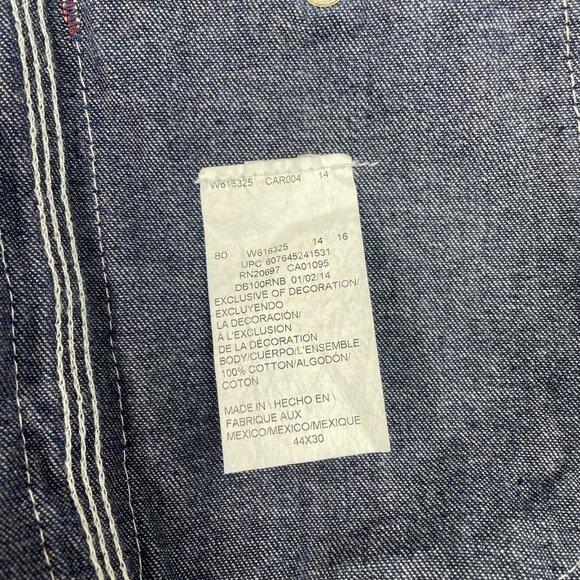 W616325 CAR004 14
80 W616325 14 16
UPC 607645241531
RN20697 CA01095
DB100RNB 01/02/14
EXCLUSIVE OF DECORATION/
EXCLUYENDO
LA DECORACIÓN/
À L'EXCLUSION
DE LA DÉCORATION
BODY/CUERPO/L'ENSEMBLE
100% COTTON/ALGODÓN/
COTON
MADE IN \ HECHO EN \
FABRIQUE AUX
MEXICO/MEXICO/MEXIQUE
44X30